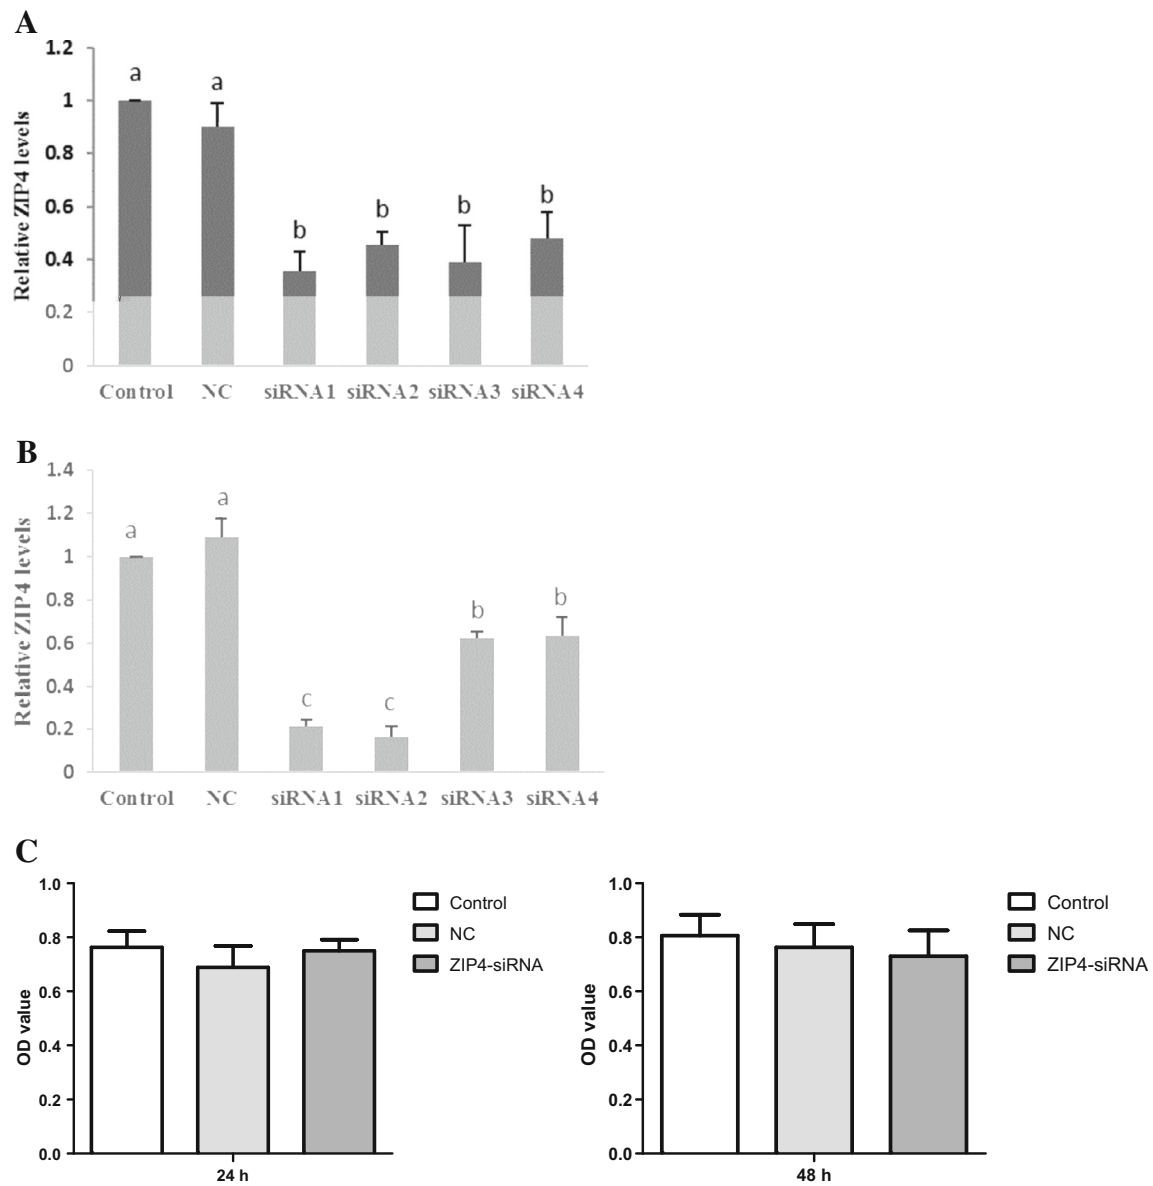 A
Relative ZIP4 levels
1.2
1
0.8
0.6
0.4
0.2
0
a
a
b
b
b
b
Control NC siRNA1 siRNA2 siRNA3 siRNA4
B
Relative ZIP4 levels
1.4
1.2
1
0.8
0.6
0.4
0.2
0
a
a
c
c
b
b
Control NC siRNA1 siRNA2 siRNA3 siRNA4
C
OD value
1.0
0.8
0.6
0.4
0.2
0.0
24 h
Control
NC
ZIP4-siRNA
OD value
1.0
0.8
0.6
0.4
0.2
0.0
48 h
Control
NC
ZIP4-siRNA